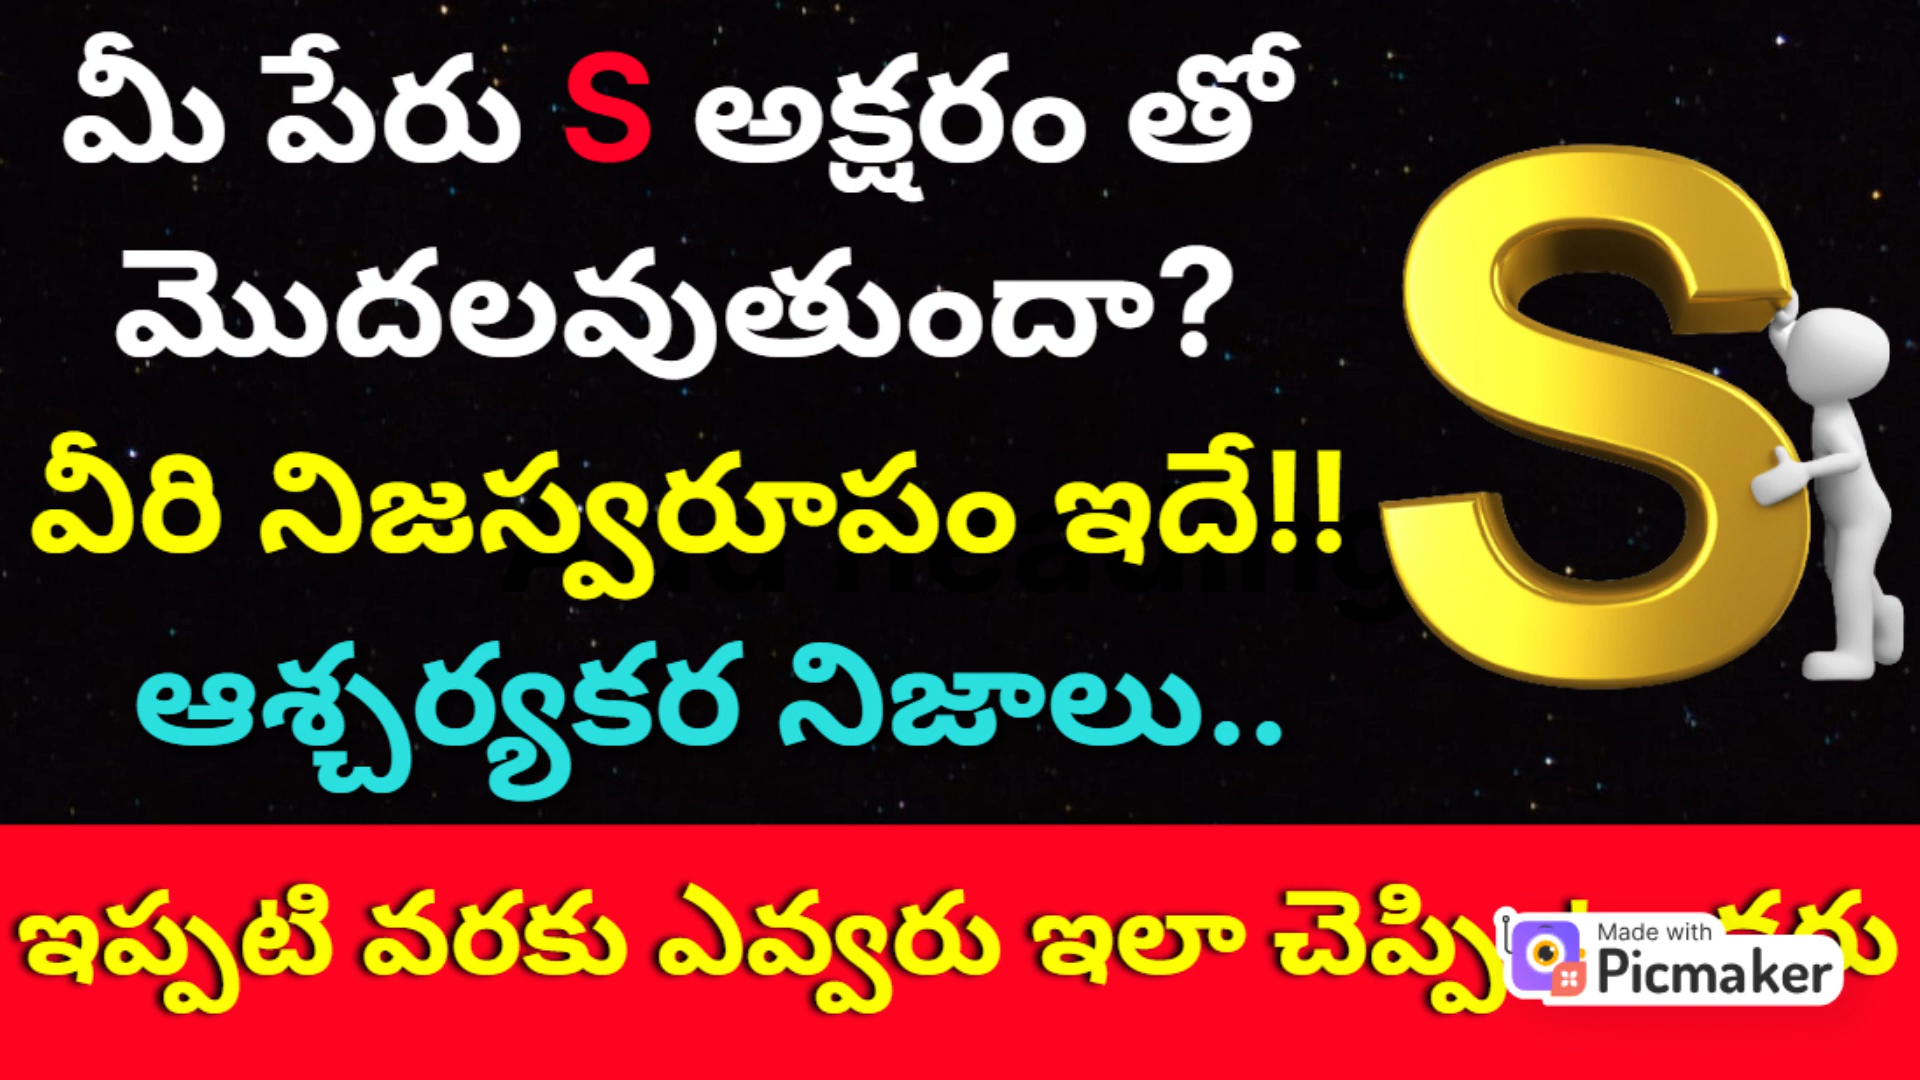 మీ పేరు S అక్షరం తో
మొదలవుతుందా?
వీరి నిజస్వరూపం ఇదే!!
ఆశ్చర్యకర నిజాలు..
ఇప్పటి వరకు ఎవ్వరు ఇలా
Made with
Picmaker
S